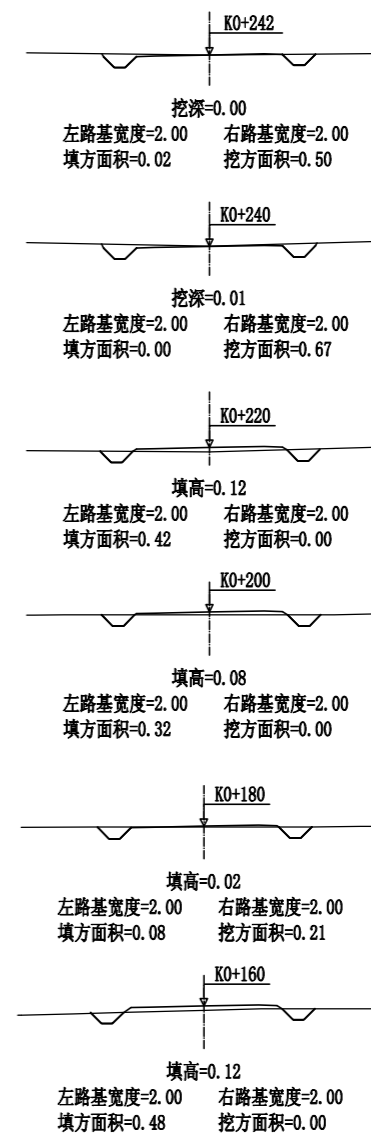 K0+242
挖深=0.00
左路基宽度=2.00 右路基宽度=2.00
填方面积=0.02 挖方面积=0.50
K0+240
挖深=0.01
左路基宽度=2.00 右路基宽度=2.00
填方面积=0.00 挖方面积=0.67
K0+220
填高=0.12
左路基宽度=2.00 右路基宽度=2.00
填方面积=0.42 挖方面积=0.00
K0+200
填高=0.08
左路基宽度=2.00 右路基宽度=2.00
填方面积=0.32 挖方面积=0.00
K0+180
填高=0.02
左路基宽度=2.00 右路基宽度=2.00
填方面积=0.08 挖方面积=0.21
K0+160
填高=0.12
左路基宽度=2.00 右路基宽度=2.00
填方面积=0.48 挖方面积=0.00